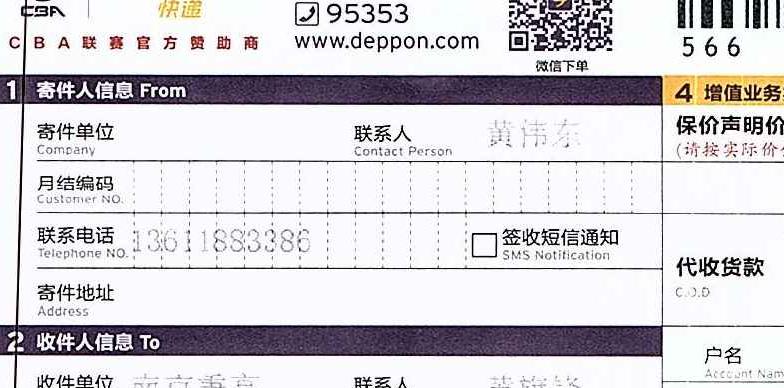 CBA 快递 95353
CBA联赛官方赞助商 www.deppon.com
微信下单 566
1 寄件人信息 From 4 增值业务
寄件单位 联系人 黄伟东 保价声明价
Company Contact Person (请按实际价
月结编码
Customer NO.
联系电话 13611883386 签收短信通知
Telephone NO. SMS Notification 代收货款
寄件地址 C.O.D
Address
2 收件人信息 To 户名
收件单位 联系人 Account Nam